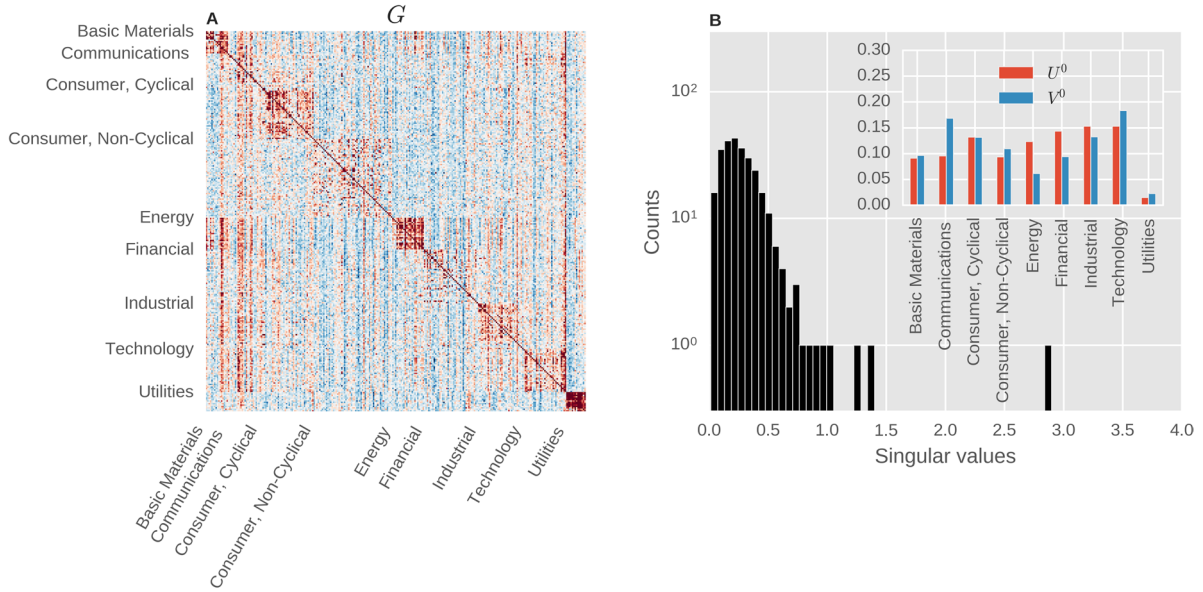 A
G
Basic Materials
Communications
Consumer, Cyclical
Consumer, Non-Cyclical
Energy
Financial
Industrial
Technology
Utilities
Basic Materials
Communications
Consumer, Cyclical
Consumer, Non-Cyclical
Energy
Financial
Industrial
Technology
Utilities
B
Counts
10²
10¹
10⁰
0.0 0.5 1.0 1.5 2.0 2.5 3.0 3.5 4.0
Singular values
0.30
0.25
0.20
0.15
0.10
0.05
0.00
U⁰
V⁰
Basic Materials
Communications
Consumer, Cyclical
Consumer, Non-Cyclical
Energy
Financial
Industrial
Technology
Utilities